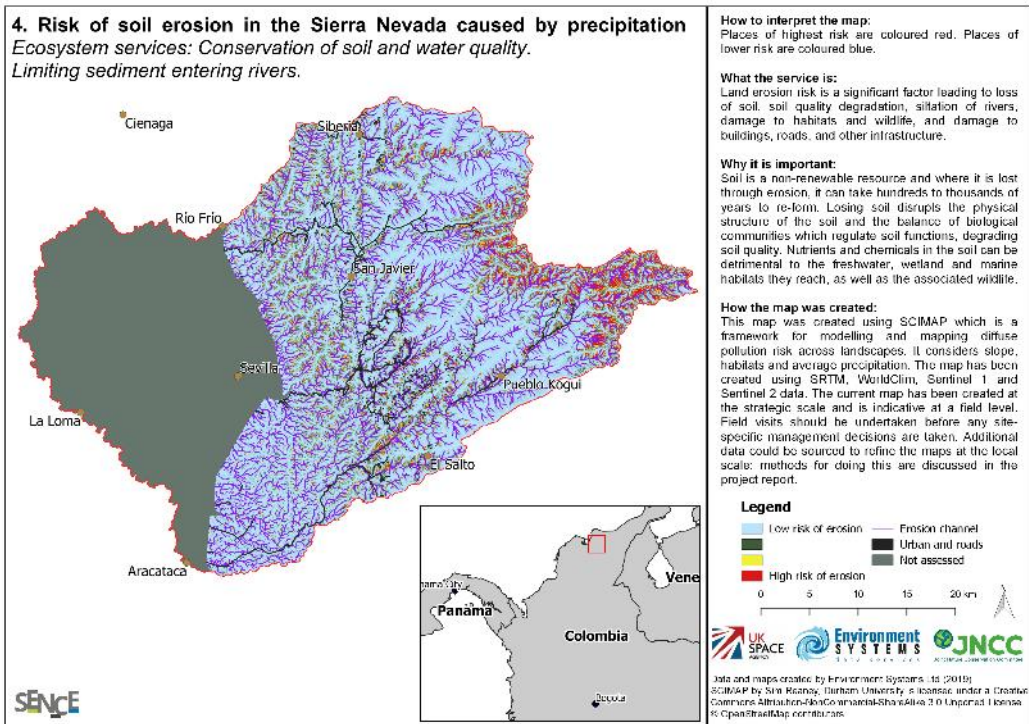 4. Risk of soil erosion in the Sierra Nevada caused by precipitation
Ecosystem services: Conservation of soil and water quality.
Limiting sediment entering rivers.
Cienaga
Siberia
Rio Frio
San Javier
Sevilla
Pueblo Kogui
La Loma
El Salto
Aracataca
Panama City
Panama
Vene
Colombia
Bogota
SENCE
How to interpret the map:
Places of highest risk are coloured red. Places of
lower risk are coloured blue.
What the service is:
Land erosion risk is a significant factor leading to loss
of soil, soil quality degradation, siltation of rivers,
damage to habitats and wildlife, and damage to
buildings, roads, and other infrastructure.
Why it is important:
Soil is a non-renewable resource and where it is lost
through erosion, it can take hundreds to thousands of
years to re-form. Losing soil disrupts the physical
structure of the soil and the balance of biological
communities which regulate soil functions, degrading
soil quality. Nutrients and chemicals in the soil can be
detrimental to the freshwater, wetland and marine
habitats they reach, as well as the associated wildlife.
How the map was created:
This map was created using SCIMAP which is a
framework for modelling and mapping diffuse
pollution risk across landscapes. It considers slope,
habitats and average precipitation. The map has been
created using SRTM, WorldClim, Sentinel 1 and
Sentinel 2 data. The current map has been created at
the strategic scale and is indicative at a field level.
Field visits should be undertaken before any site-
specific management decisions are taken. Additional
data could be sourced to refine the maps at the local
scale: methods for doing this are discussed in the
project report.
Legend
Low risk of erosion
High risk of erosion
Erosion channel
Urban and roads
Not assessed
0 5 10 20 km
UK SPACE AGENCY
Environment SYSTEMS
data services
JNCC
Data and maps created by Environment Systems Ltd (2019)
SCIMAP by Sim Reaney, Durham University is licensed under a Creative
Commons Attribution-NonCommercial-ShareAlike 3.0 Unported License
© OpenStreetMap contributors